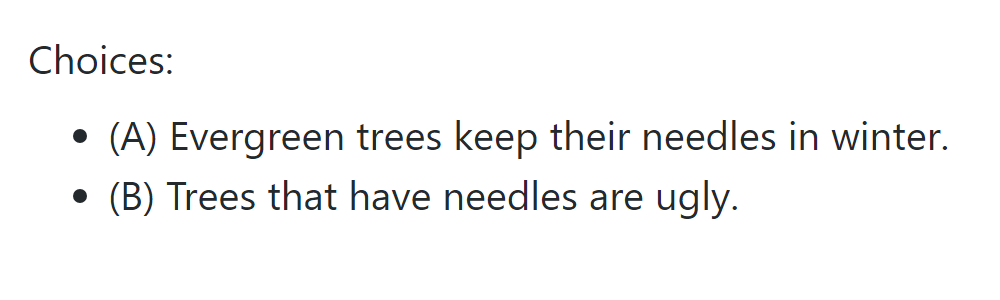 Choices:
• (A) Evergreen trees keep their needles in winter.
• (B) Trees that have needles are ugly.